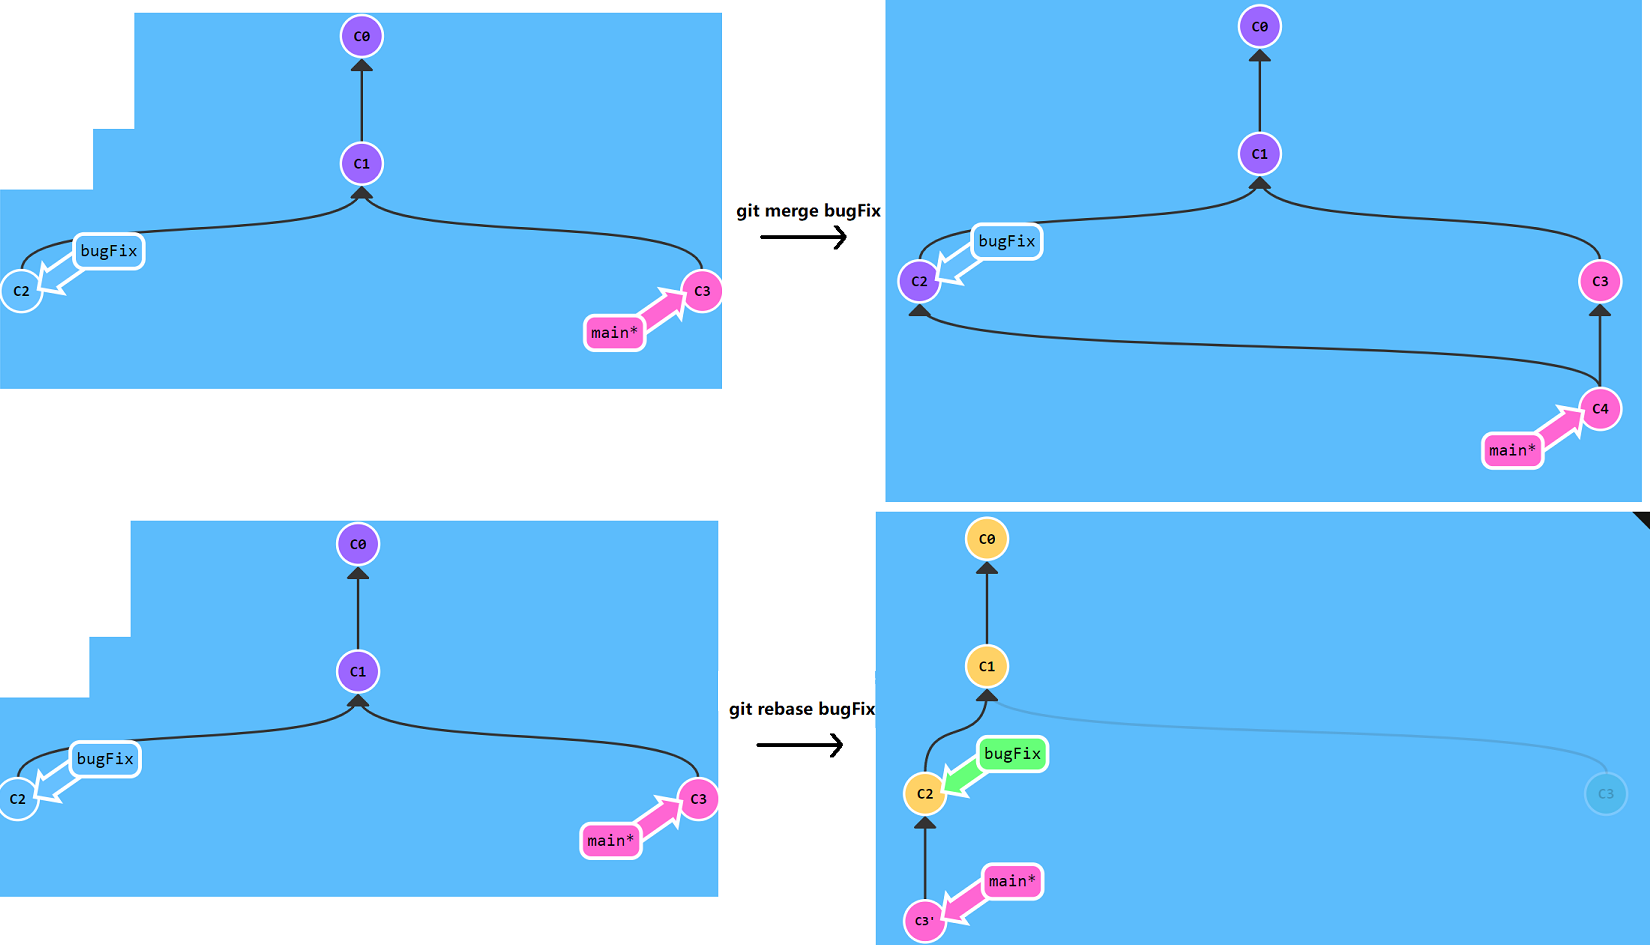 C0
C1
bugFix
C2
C3
main*
git merge bugFix
C0
C1
bugFix
C2
C3
C4
main*
C0
C1
bugFix
C2
C3
main*
git rebase bugFix
C0
C1
bugFix
C2
C3
main*
C3'